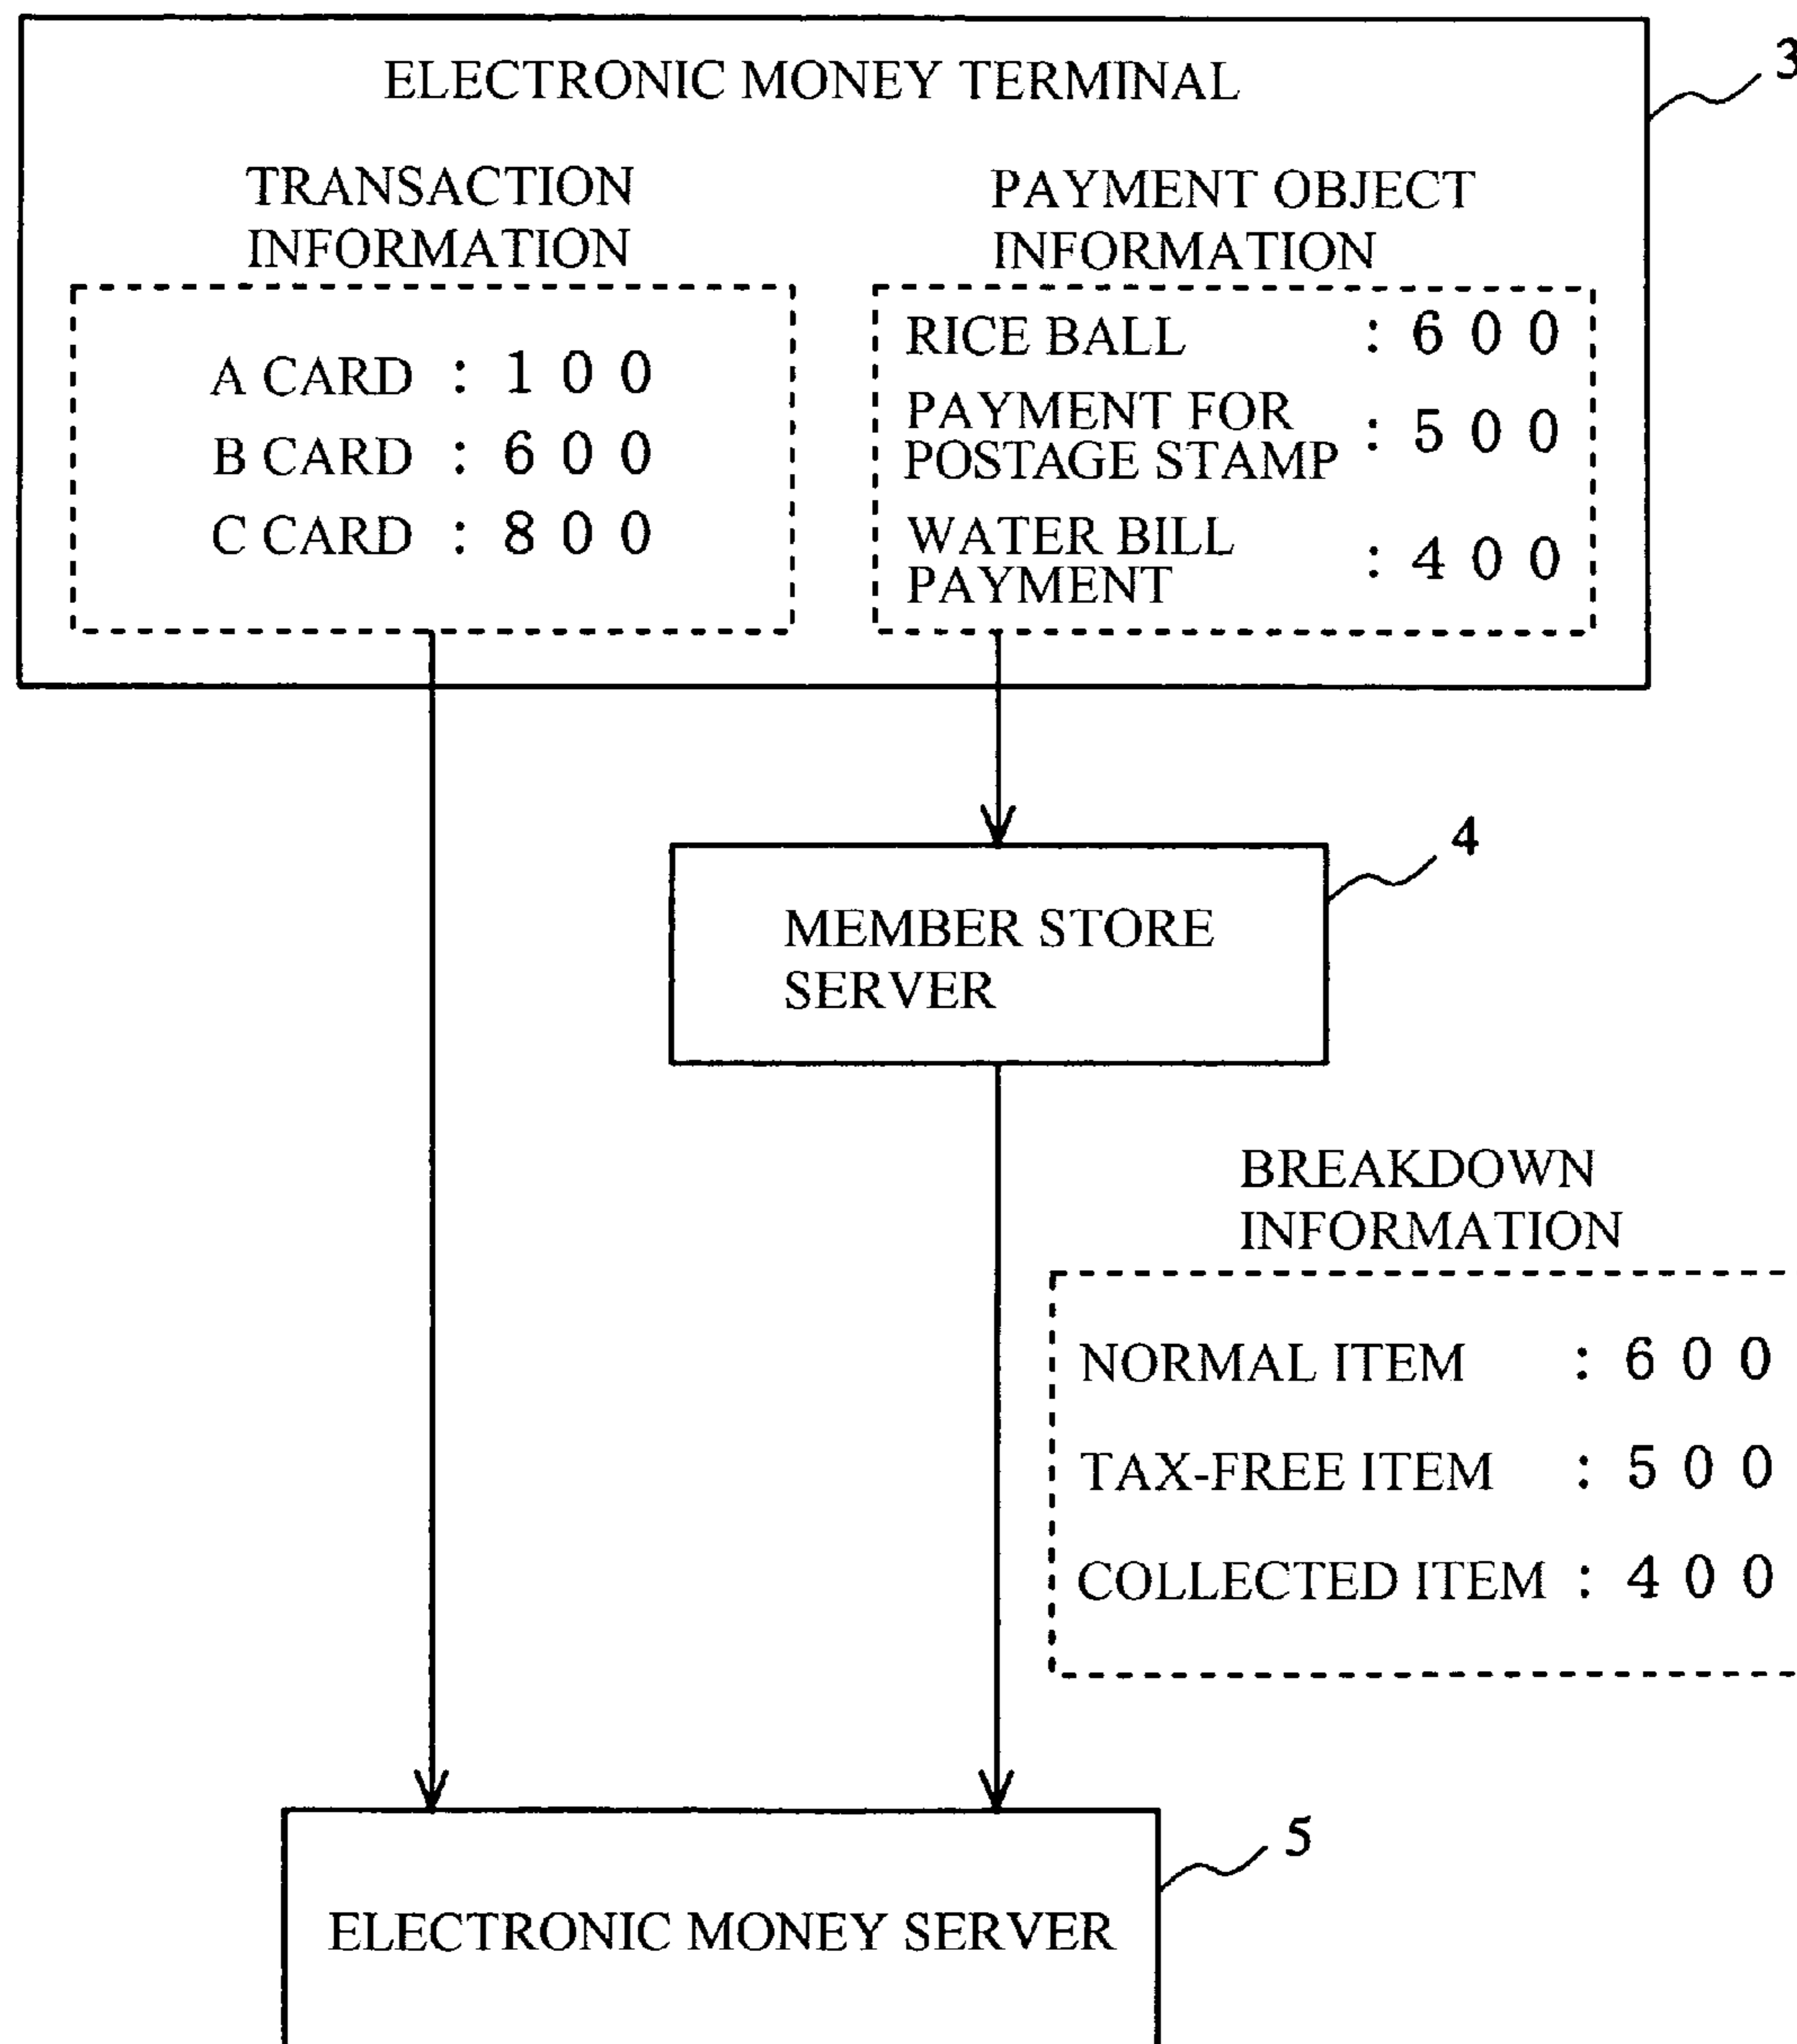 ELECTRONIC MONEY TERMINAL
3
TRANSACTION
INFORMATION
A CARD : 100
B CARD : 600
C CARD : 800
PAYMENT OBJECT
INFORMATION
RICE BALL : 600
PAYMENT FOR
POSTAGE STAMP : 500
WATER BILL
PAYMENT : 400
4
MEMBER STORE
SERVER
BREAKDOWN
INFORMATION
NORMAL ITEM : 600
TAX-FREE ITEM : 500
COLLECTED ITEM : 400
5
ELECTRONIC MONEY SERVER